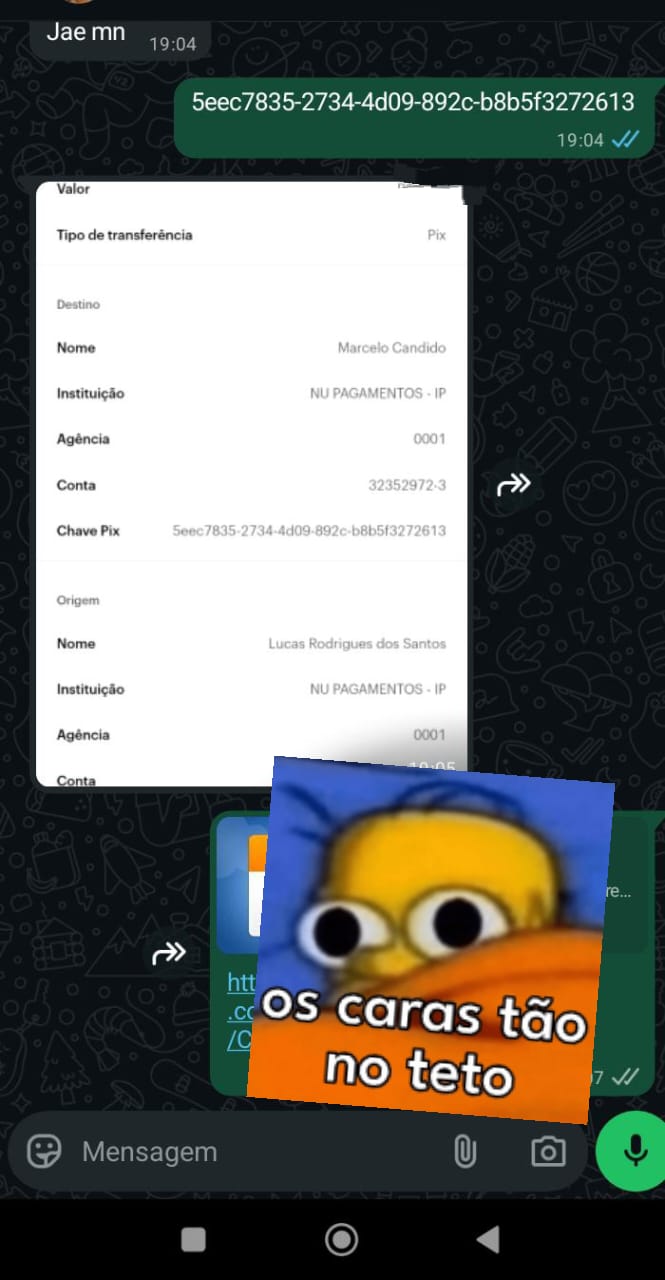 Jae mn
19:04
5eec7835-2734-4d09-892c-b8b5f3272613
19:04
Valor
Tipo de transferência Pix
Destino
Nome Marcelo Candido
Instituição NU PAGAMENTOS - IP
Agência 0001
Conta 32352972-3
Chave Pix 5eec7835-2734-4d09-892c-b8b5f3272613
Origem
Nome Lucas Rodrigues dos Santos
Instituição NU PAGAMENTOS - IP
Agência 0001
Conta
19:05
re...
htt
.co
/C
os caras tão
no teto
7
Mensagem